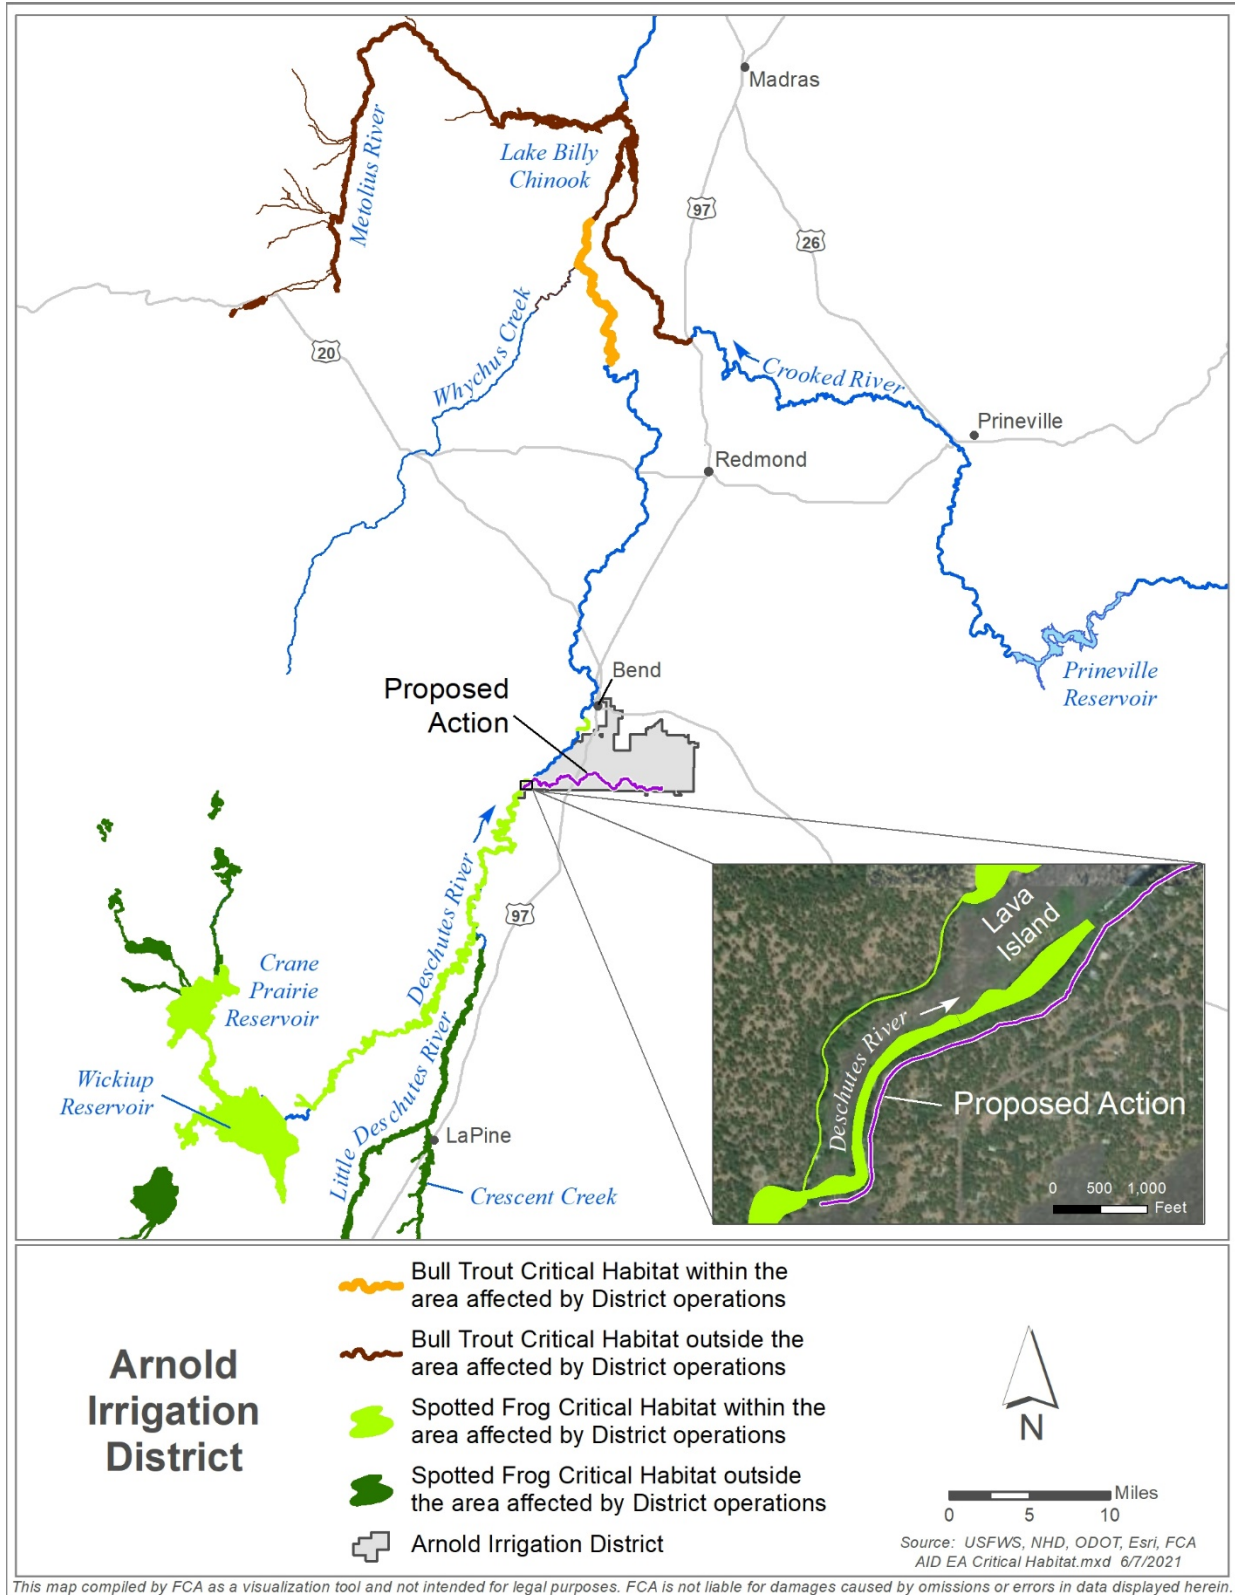 Madras
Metolius River
Lake Billy
Chinook
97
26
20
Whychus Creek
Crooked River
Prineville
Redmond
Bend
Prineville
Reservoir
Proposed
Action
Deschutes River
97
Crane
Prairie
Reservoir
Wickiup
Reservoir
Little Deschutes River
LaPine
Crescent Creek
Lava
Island
Deschutes River
Proposed Action
0 500 1,000
Feet
Arnold
Irrigation
District
Bull Trout Critical Habitat within the
area affected by District operations
Bull Trout Critical Habitat outside the
area affected by District operations
Spotted Frog Critical Habitat within the
area affected by District operations
Spotted Frog Critical Habitat outside
the area affected by District operations
Arnold Irrigation District
N
Miles
0 5 10
Source: USFWS, NHD, ODOT, Esri, FCA
AID EA Critical Habitat.mxd 6/7/2021
This map compiled by FCA as a visualization tool and not intended for legal purposes. FCA is not liable for damages caused by omissions or errors in data displayed herein.